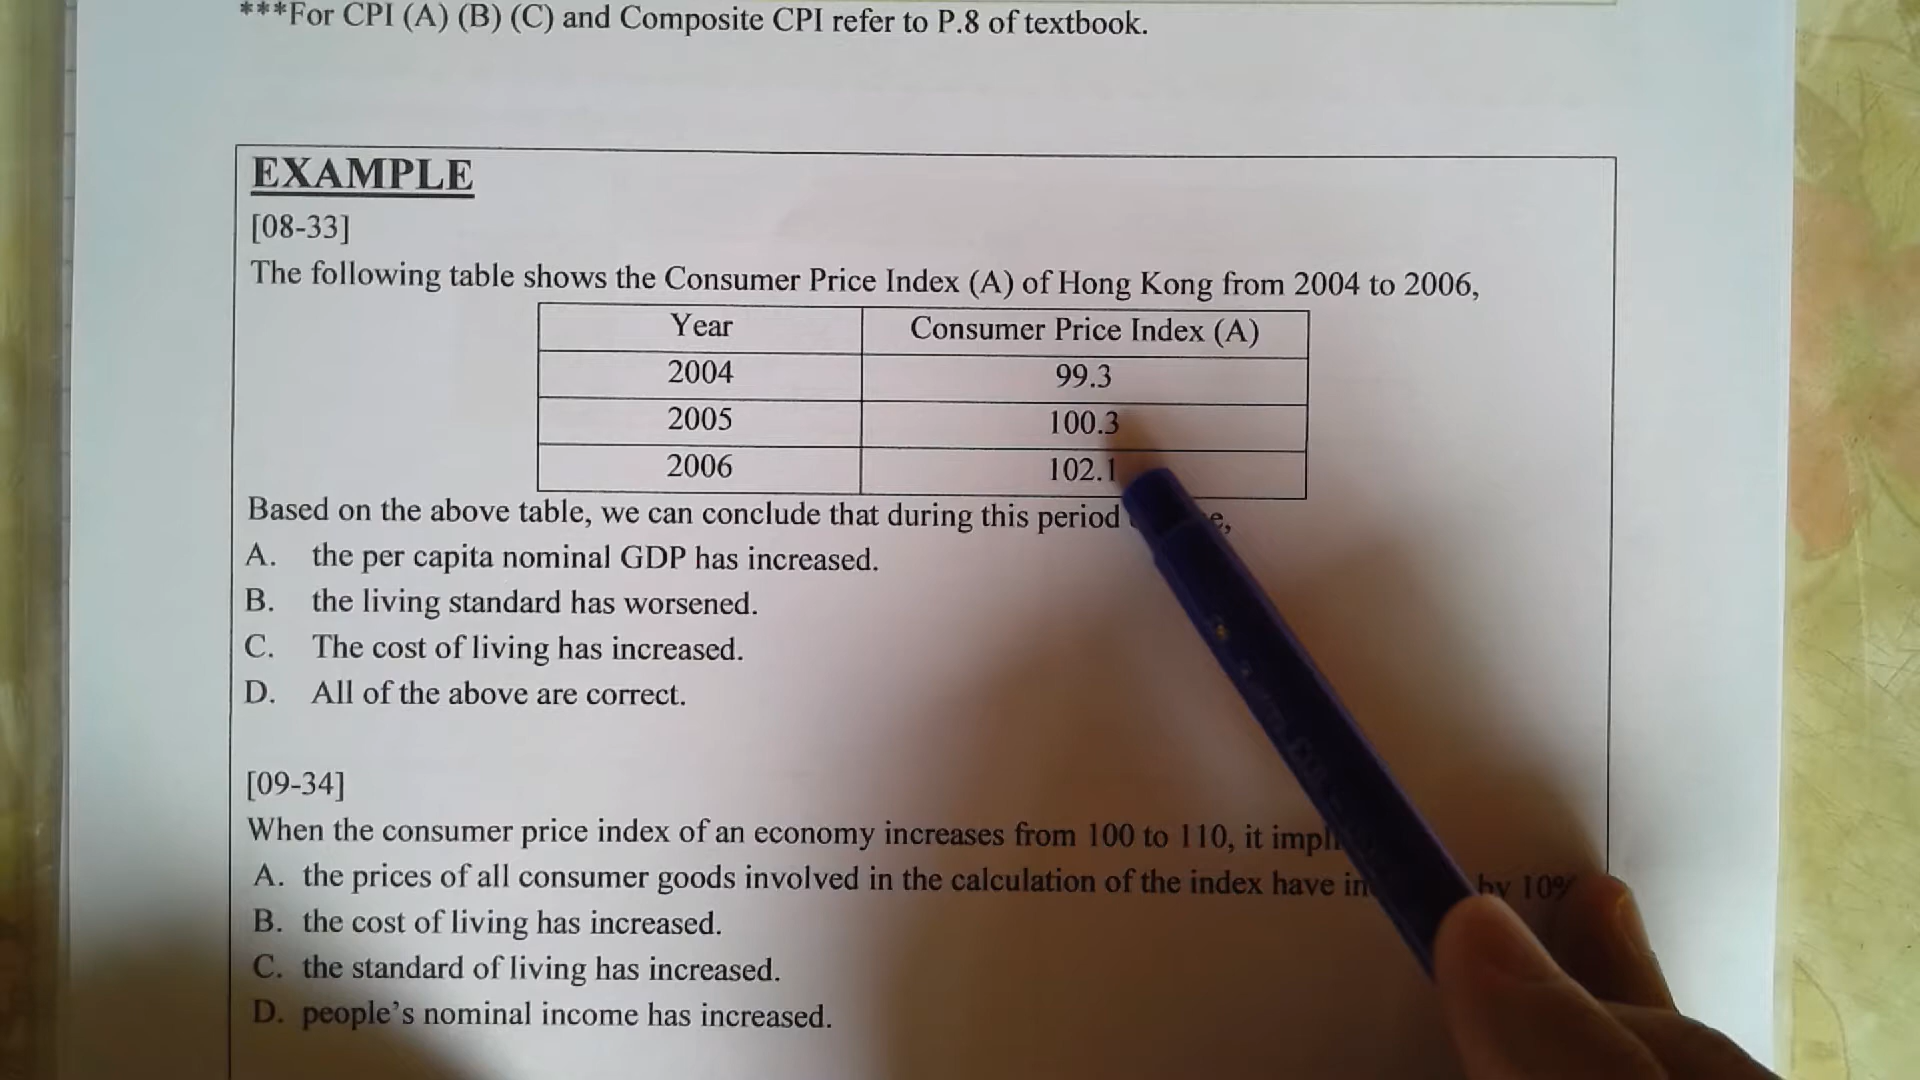 ***For CPI (A) (B) (C) and Composite CPI refer to P.8 of textbook.
EXAMPLE
[08-33]
The following table shows the Consumer Price Index (A) of Hong Kong from 2004 to 2006,
Year Consumer Price Index (A)
2004 99.3
2005 100.3
2006 102.1
Based on the above table, we can conclude that during this period
A. the per capita nominal GDP has increased.
B. the living standard has worsened.
C. The cost of living has increased.
D. All of the above are correct.
[09-34]
When the consumer price index of an economy increases from 100 to 110, it
A. the prices of all consumer goods involved in the calculation of the index have by 10%
B. the cost of living has increased.
C. the standard of living has increased.
D. people's nominal income has increased.